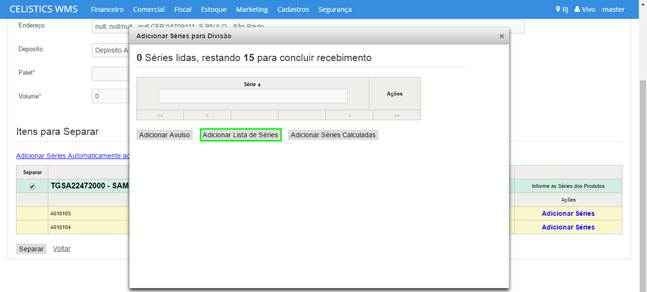 CELISTICS WMS Financeiro Comercial Fiscal Estoque Marketing Cadastros Segurança RJ Vivo master
Endereço null, null/null - null CEP:04709111, S.PAULO - São Paulo
Adicionar Séries para Divisão ×
0 Séries lidas, restando 15 para concluir recebimento
Deposito Deposito A
Palet*
Volume* 0
Série Ações
<< < > >>
Adicionar Avulso Adicionar Lista de Séries Adicionar Séries Calculadas
Itens para Separar
Adicionar Séries Automaticamente
Separar
TGSA22472000 - SAM Informe as Séries dos Produtos
Ações
A010103 Adicionar Séries
A010104 Adicionar Séries
Separar Voltar